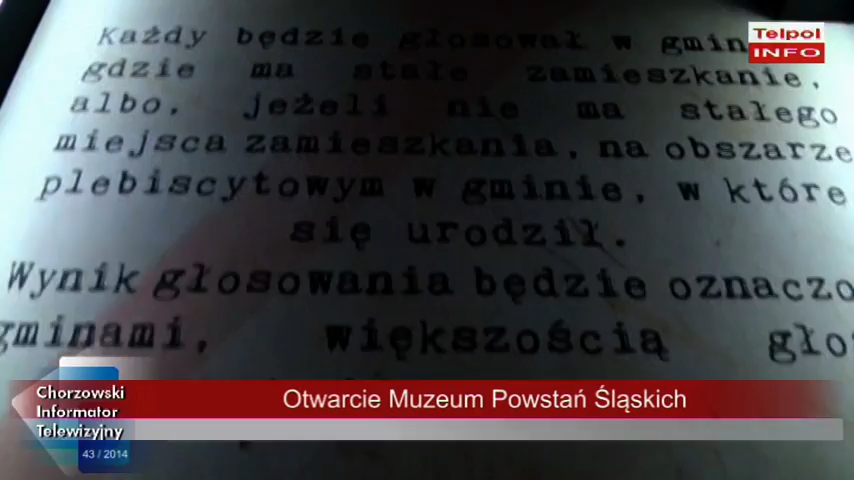 Każdy będzie głosował w gmin
gdzie ma stałe zamieszkanie,
albo, jeżeli nie ma stałego
miejsca zamieszkania, na obszarze
plebiscytowym w gminie, w które
się urodził.
Wynik głosowania będzie oznaczo
gminami, większością gło
Telpol
INFO
Chorzowski
Informator
Telewizyjny
43 / 2014
Otwarcie Muzeum Powstań Śląskich